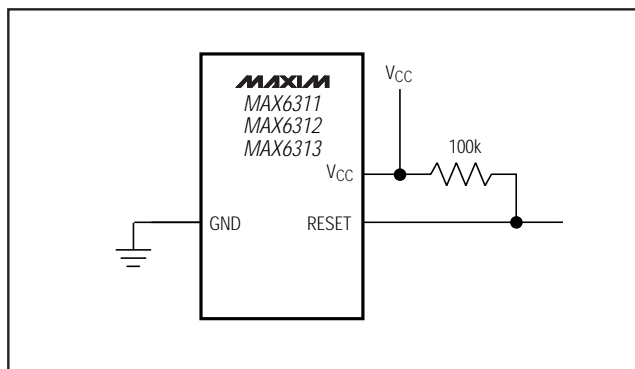 MAXIM
MAX6311
MAX6312
MAX6313
VCC
VCC
100k
GND
RESET